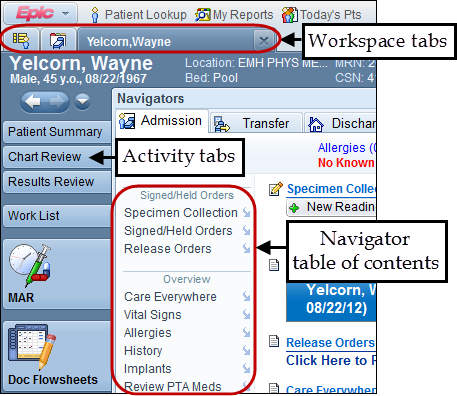 Epic Patient Lookup My Reports Today's Pts
Workspace tabs
Yelcorn,Wayne
Yelcorn, Wayne
Male, 45 y.o., 08/22/1967
Location: EMH PHYS ME... MRN: 2
Bed: Pool CSN: 4
Navigators
Admission Transfer Dischar
Patient Summary
Chart Review
Results Review
Work List
MAR
Doc Flowsheets
Activity tabs
Allergies (
No Known
Signed/Held Orders
Specimen Collection
Signed/Held Orders
Release Orders
Overview
Care Everywhere
Vital Signs
Allergies
History
Implants
Review PTA Meds
Specimen Collec
New Readin
Navigator
table of contents
Yelcorn, W
08/22/12)
Release Orders
Click Here to R
Care Everywhere